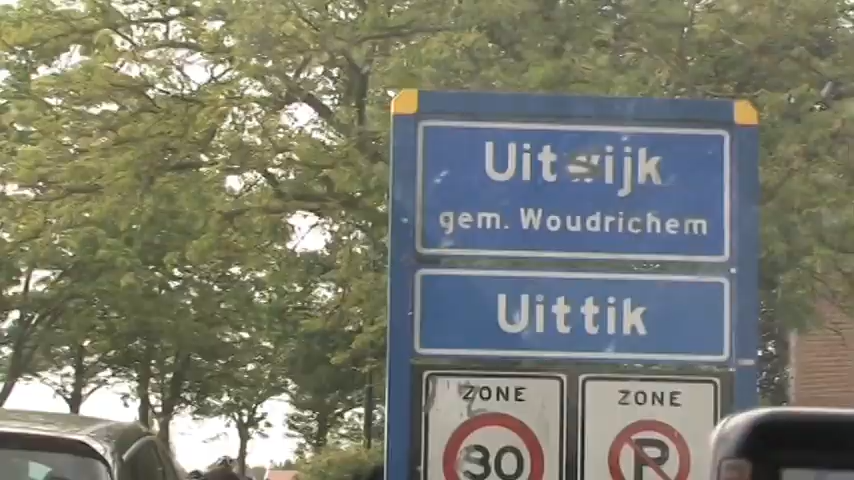 Uitwijk
gem. Woudrichem
Uittik
ZONE ZONE
30 P